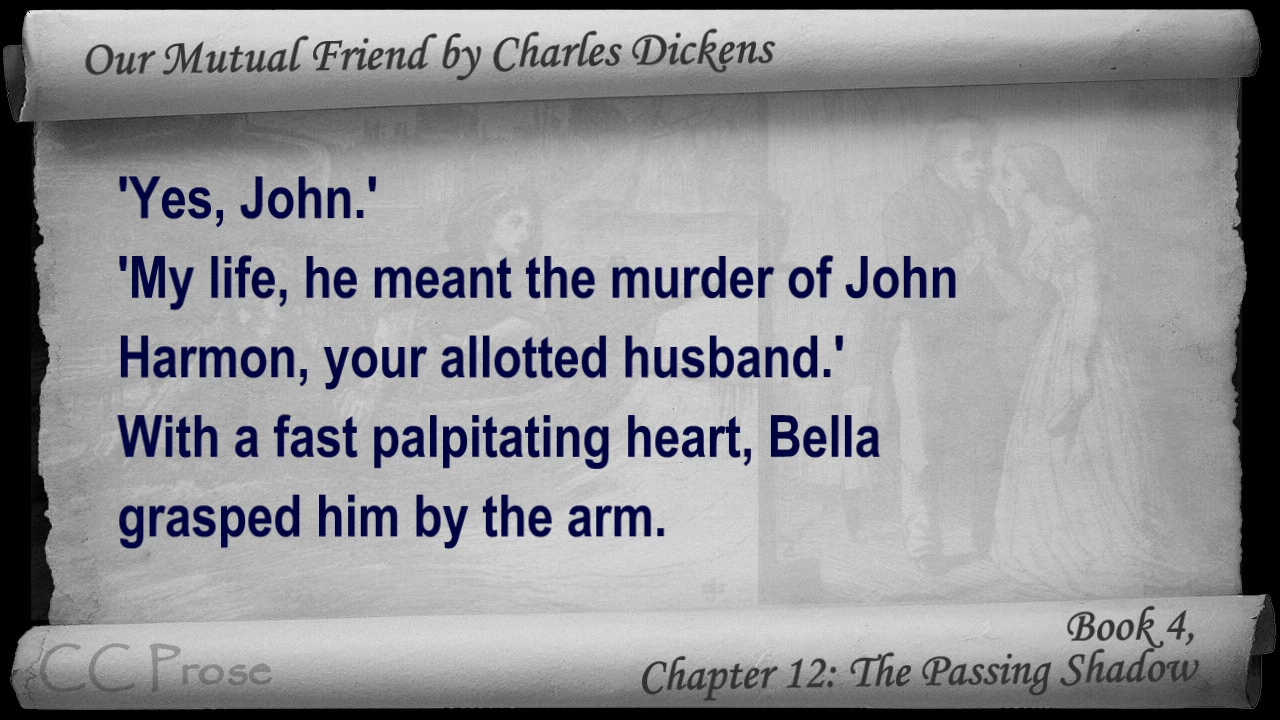 Our Mutual Friend by Charles Dickens
'Yes, John.'
'My life, he meant the murder of John
Harmon, your allotted husband.'
With a fast palpitating heart, Bella
grasped him by the arm.
Book 4,
Chapter 12: The Passing Shadow
CC Prose